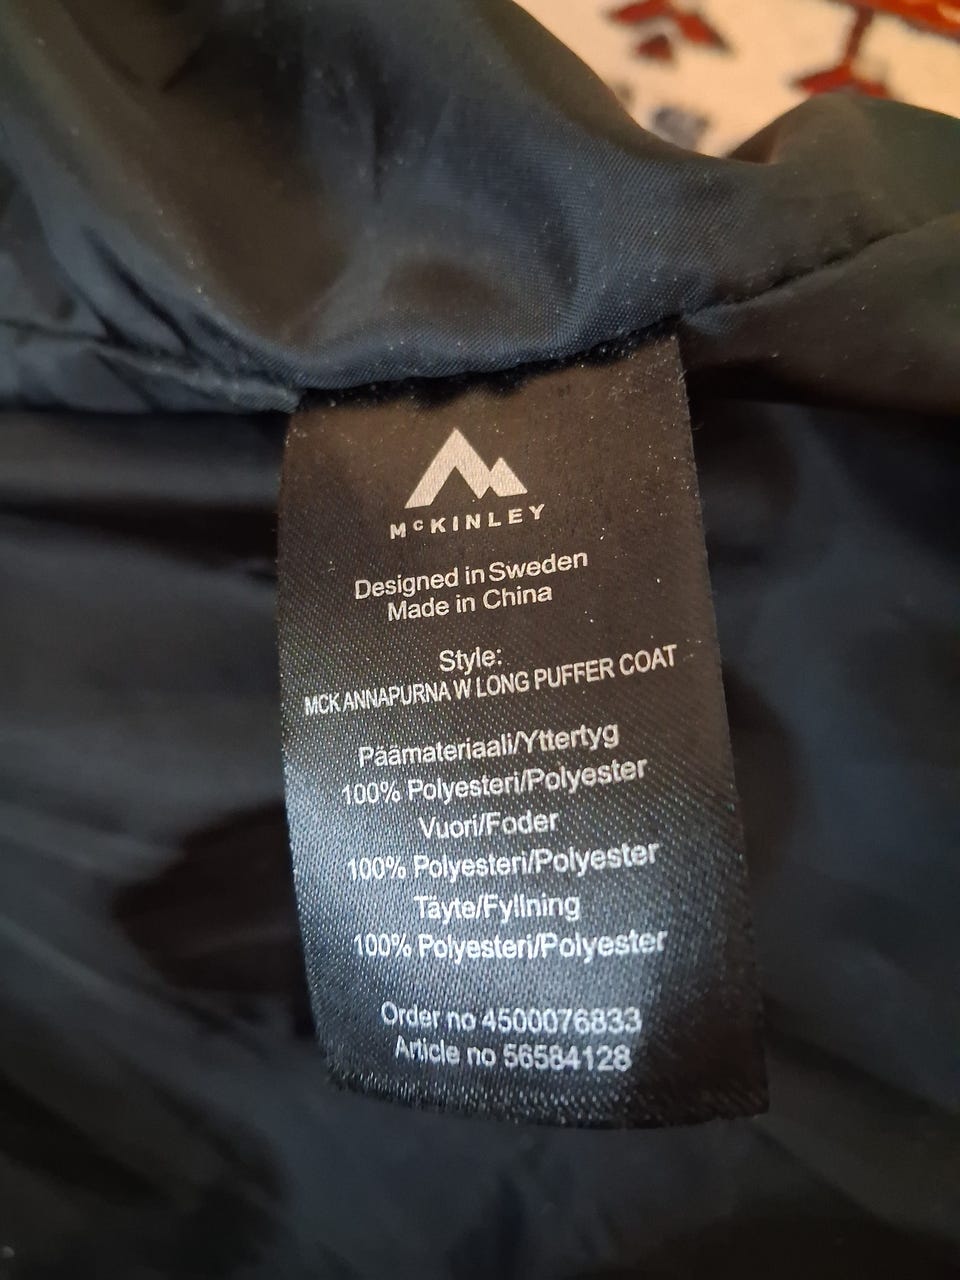 McKINLEY
Designed in Sweden
Made in China
Style:
MCK ANNAPURNA W LONG PUFFER COAT
Päämateriaali/Yttertyg
100% Polyesteri/Polyester
Vuori/Foder
100% Polyesteri/Polyester
Täyte/Fyllning
100% Polyesteri/Polyester
Order no 4500076833
Article no 56584128